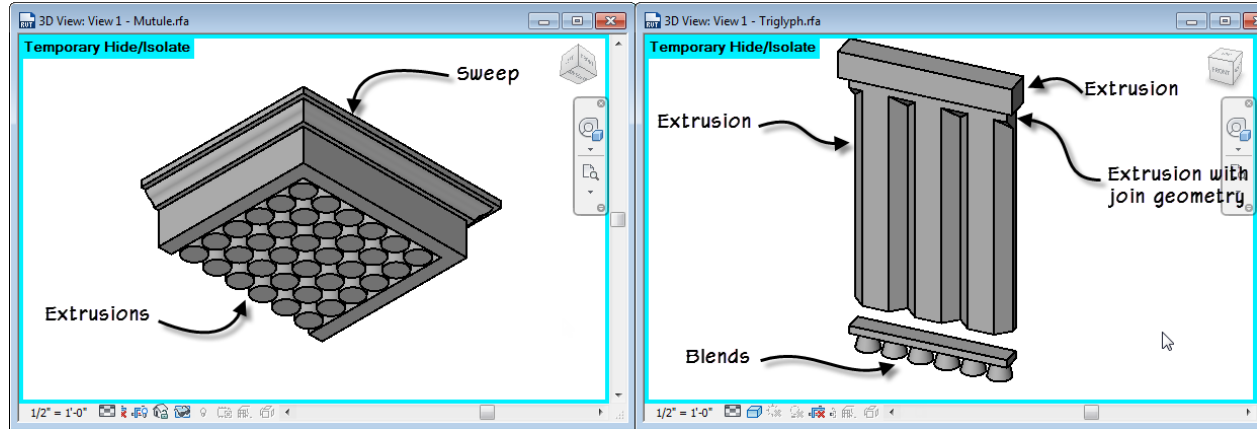 3D View: View 1 - Mutule.rfa
Temporary Hide/Isolate
Sweep
Extrusions
1/2" = 1'-0"
3D View: View 1 - Triglyph.rfa
Temporary Hide/Isolate
FRONT
Extrusion
Extrusion
Extrusion with
join geometry
Blends
1/2" = 1'-0"